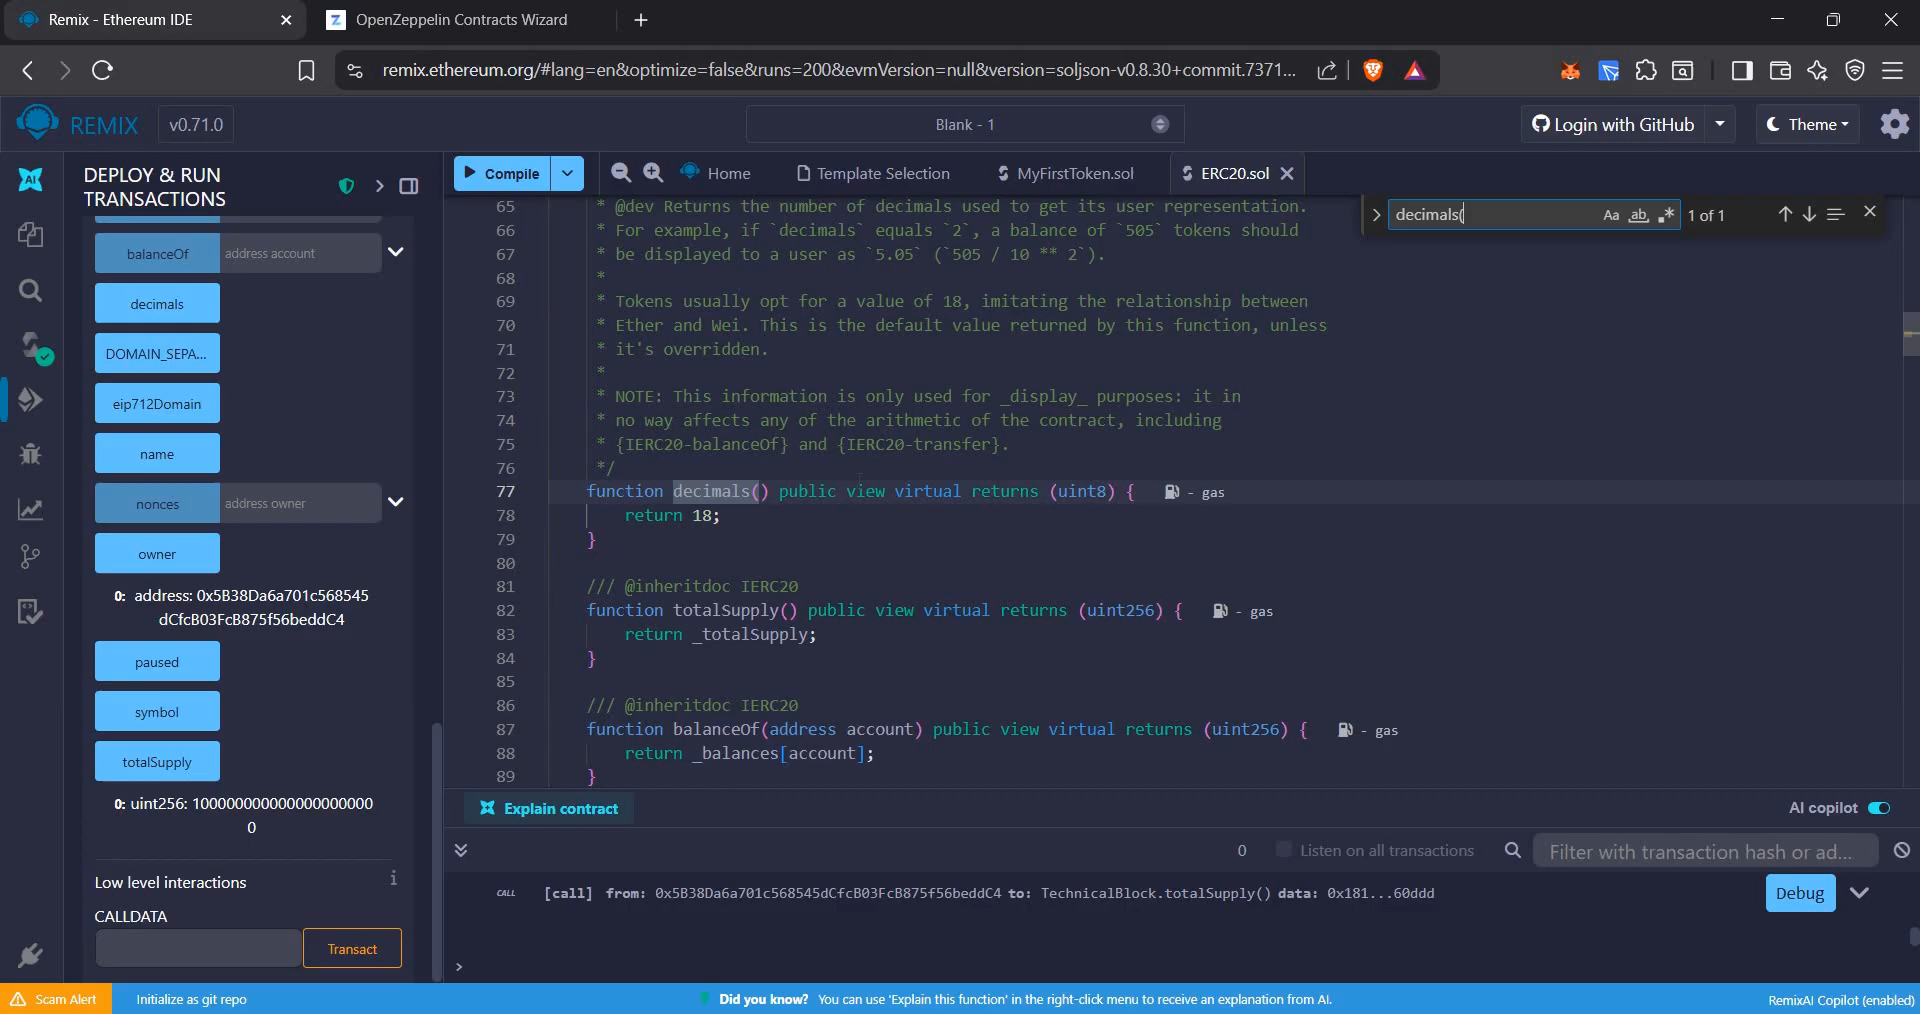 Remix - Ethereum IDE
OpenZeppelin Contracts Wizard
remix.ethereum.org/#lang=en&optimize=false&runs=200&evmVersion=null&version=soljson-v0.8.30+commit.7371...
REMIX v0.71.0
Blank - 1
Login with GitHub
Theme
DEPLOY & RUN
TRANSACTIONS
Compile
Home
Template Selection
MyFirstToken.sol
ERC20.sol
decimals(
Aa ab 1 of 1
balanceOf address account
decimals
DOMAIN_SEPA...
eip712Domain
name
nonces address owner
owner
0: address: 0x5B38Da6a701c568545
dCfcB03FcB875f56beddC4
paused
symbol
totalSupply
0: uint256: 100000000000000000000
0
Low level interactions i
CALLDATA
Transact
65 * @dev Returns the number of decimals used to get its user representation.
66 * For example, if `decimals` equals `2`, a balance of `505` tokens should
67 * be displayed to a user as `5.05` (`505 / 10 ** 2`).
68 *
69 * Tokens usually opt for a value of 18, imitating the relationship between
70 * Ether and Wei. This is the default value returned by this function, unless
71 * it's overridden.
72 *
73 * NOTE: This information is only used for _display_ purposes: it in
74 * no way affects any of the arithmetic of the contract, including
75 * {IERC20-balanceOf} and {IERC20-transfer}.
76 */
77 function decimals() public view virtual returns (uint8) { - gas
78 return 18;
79 }
80
81 /// @inheritdoc IERC20
82 function totalSupply() public view virtual returns (uint256) { - gas
83 return _totalSupply;
84 }
85
86 /// @inheritdoc IERC20
87 function balanceOf(address account) public view virtual returns (uint256) { - gas
88 return _balances[account];
89 }
Explain contract
AI copilot
0 Listen on all transactions
Filter with transaction hash or ad...
CALL [call] from: 0x5B38Da6a701c568545dCfcB03FcB875f56beddC4 to: TechnicalBlock.totalSupply() data: 0x181...60ddd
Debug
>
Scam Alert
Initialize as git repo
Did you know? You can use 'Explain this function' in the right-click menu to receive an explanation from AI.
RemixAI Copilot (enabled)